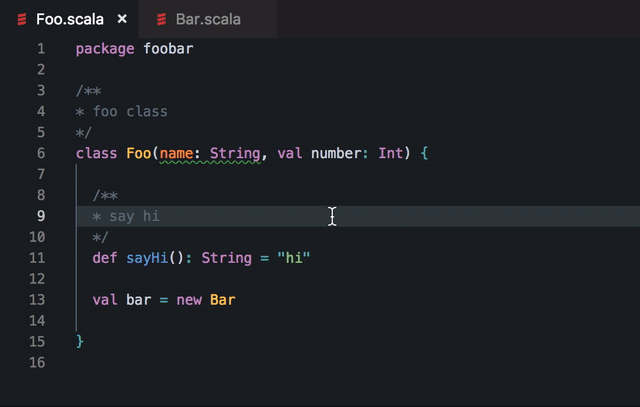 Foo.scala × Bar.scala
1 package foobar
2
3 /**
4 * foo class
5 */
6 class Foo(name: String, val number: Int) {
7
8 /**
9 * say hi
10 */
11 def sayHi(): String = "hi"
12
13 val bar = new Bar
14
15 }
16